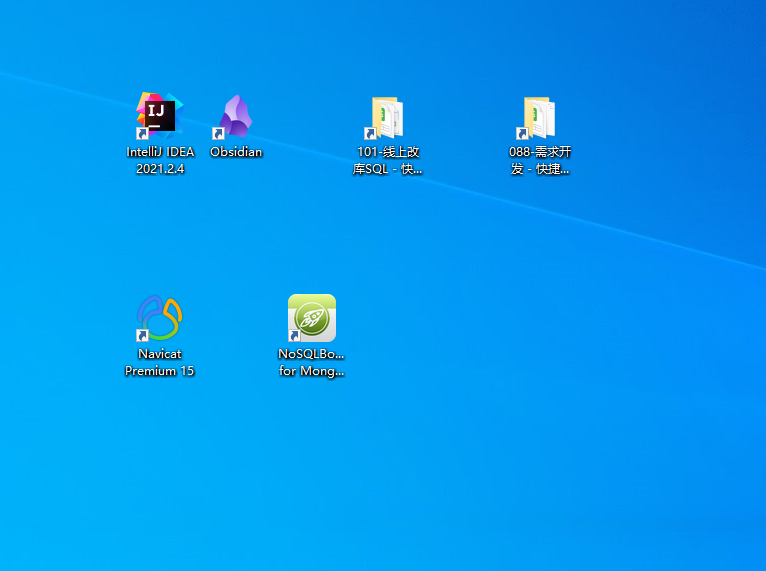 IJ
IntelliJ IDEA
2021.2.4
Obsidian
101-线上改
库SQL - 快...
088-需求开
发 - 快捷...
Navicat
Premium 15
NoSQLBo...
for Mong...